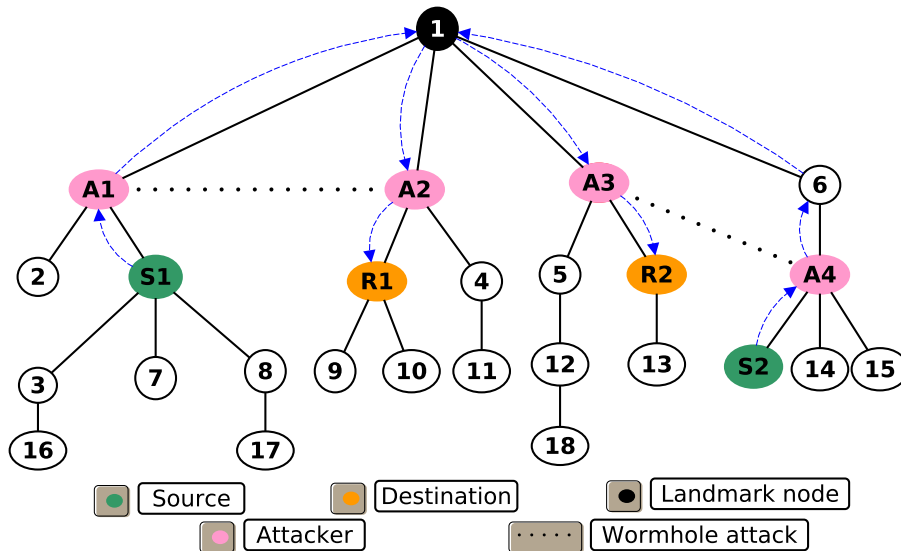 1
A1 A2 A3 6
2 S1 R1 4 5 R2 A4
3 7 8 9 10 11 12 13 S2 14 15
16 17 18
Source Destination Landmark node
Attacker Wormhole attack